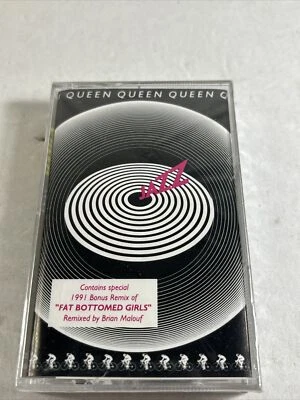 QUEEN QUEEN QUEEN Q
JAZZ
Contains special
1991 Bonus Remix of
"FAT BOTTOMED GIRLS"
Remixed by Brian Malouf